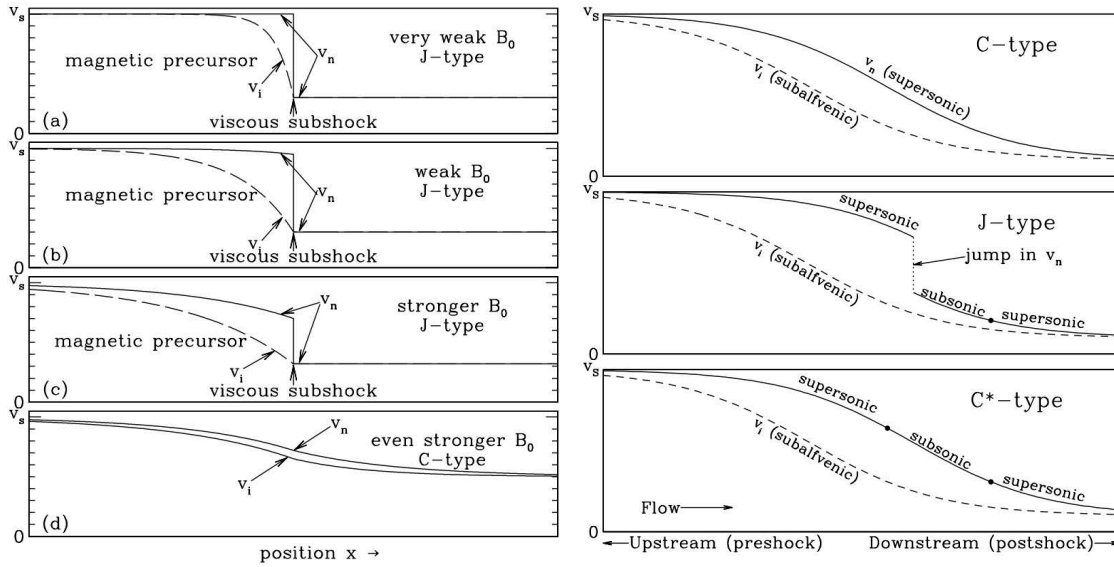 v_s
very weak B_0
J-type
magnetic precursor
v_n
v_i
(a)
viscous subshock
0
v_s
weak B_0
J-type
magnetic precursor
v_n
v_i
(b)
viscous subshock
0
v_s
stronger B_0
J-type
v_n
magnetic precursor
v_i
(c)
viscous subshock
0
v_s
v_n
even stronger B_0
C-type
v_i
(d)
0
position x →
v_s
C-type
v_n (supersonic)
v_i (subalfvenic)
0
v_s
J-type
supersonic
v_i (subalfvenic)
jump in v_n
subsonic
supersonic
0
v_s
C*-type
supersonic
v_i (subalfvenic)
subsonic
supersonic
Flow
0
Upstream (preshock) Downstream (postshock)